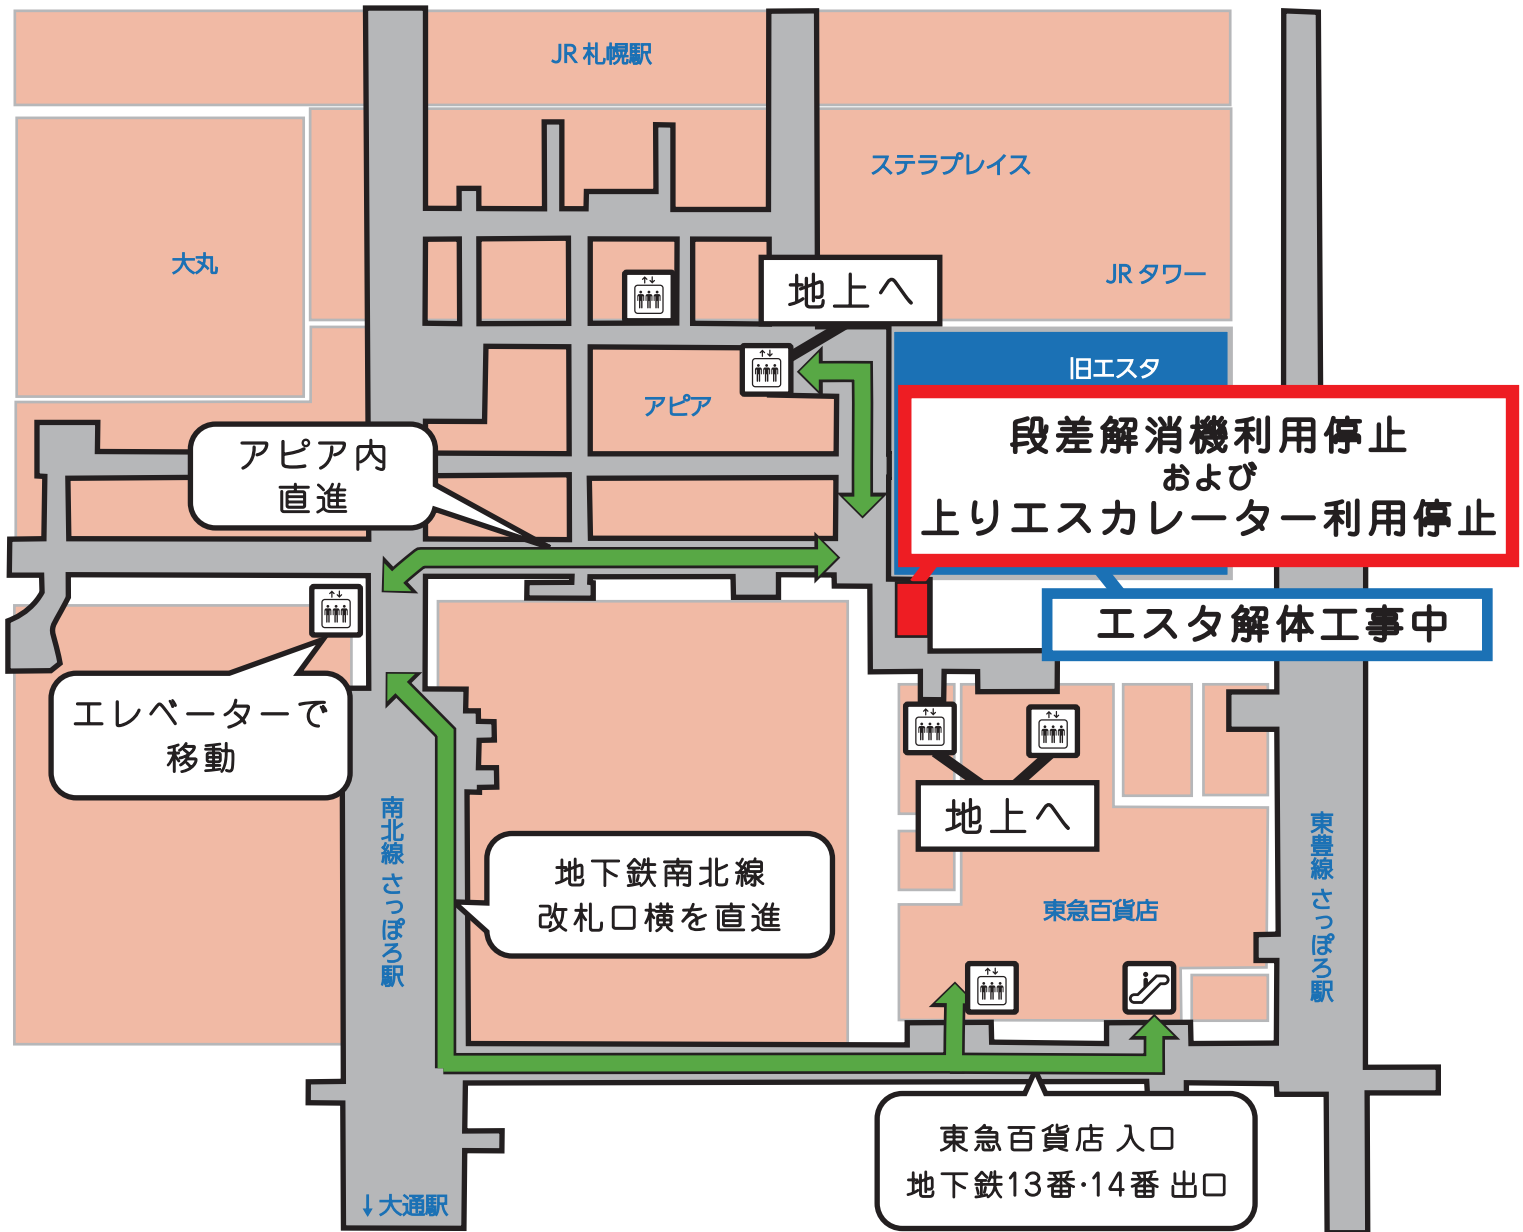 JR 札幌駅
ステラプレイス
大丸
JR タワー
地上へ
旧エスタ
アピア
段差解消機利用停止
および
上りエスカレーター利用停止
アピア内
直進
エスタ解体工事中
エレベーターで
移動
地上へ
南北線 さっぽろ駅
東豊線 さっぽろ駅
地下鉄南北線
改札口横を直進
東急百貨店
東急百貨店 入口
地下鉄13番・14番 出口
↓大通駅